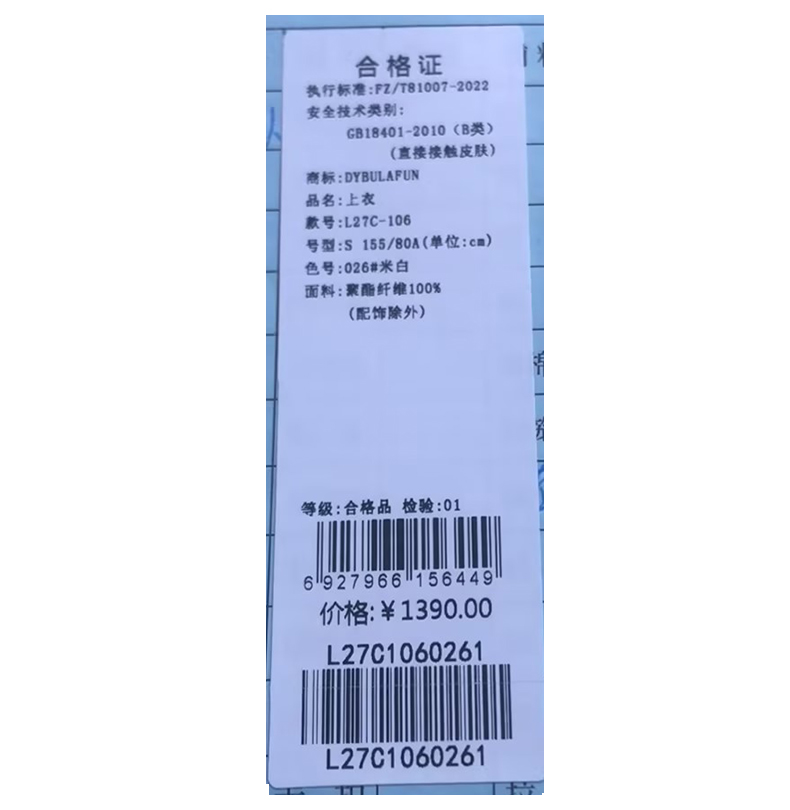 合格证
执行标准:FZ/T81007-2022
安全技术类别:
GB18401-2010（B类）
(直接接触皮肤)
商标:DYBULAFUN
品名:上衣
款号:L27C-106
号型:S 155/80A(单位:cm)
色号:026#米白
面料:聚酯纤维100%
(配饰除外)
等级:合格品 检验:01
6 927966 156449
价格:￥1390.00
L27C1060261
L27C1060261